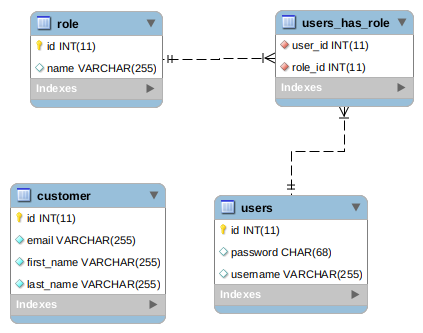 role
id INT(11)
name VARCHAR(255)
Indexes
users_has_role
user_id INT(11)
role_id INT(11)
Indexes
customer
id INT(11)
email VARCHAR(255)
first_name VARCHAR(255)
last_name VARCHAR(255)
Indexes
users
id INT(11)
password CHAR(68)
username VARCHAR(255)
Indexes